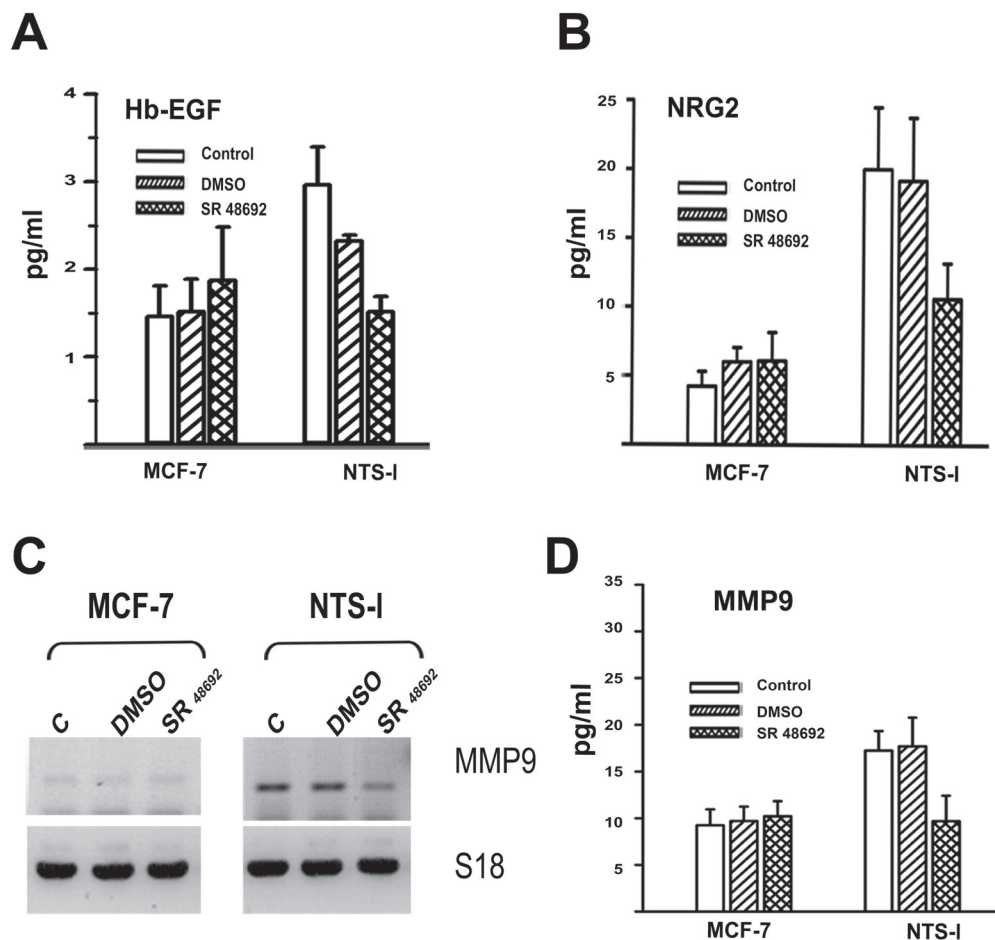 A
Hb-EGF
Control
DMSO
SR 48692
pg/ml
4
3
2
1
MCF-7
NTS-I
B
NRG2
Control
DMSO
SR 48692
pg/ml
25
20
15
10
5
MCF-7
NTS-I
C
MCF-7
NTS-I
C DMSO SR 48692
C DMSO SR 48692
MMP9
S18
D
MMP9
Control
DMSO
SR 48692
pg/ml
35
30
25
20
15
10
5
MCF-7
NTS-I